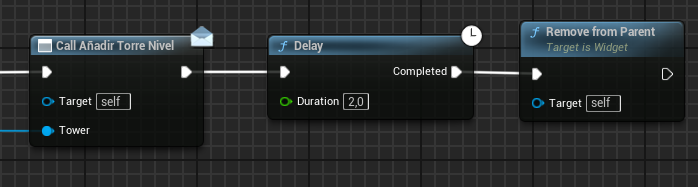 Call Añadir Torre Nivel
Target self
Tower
f Delay
Completed
Duration 2,0
f Remove from Parent
Target is Widget
Target self